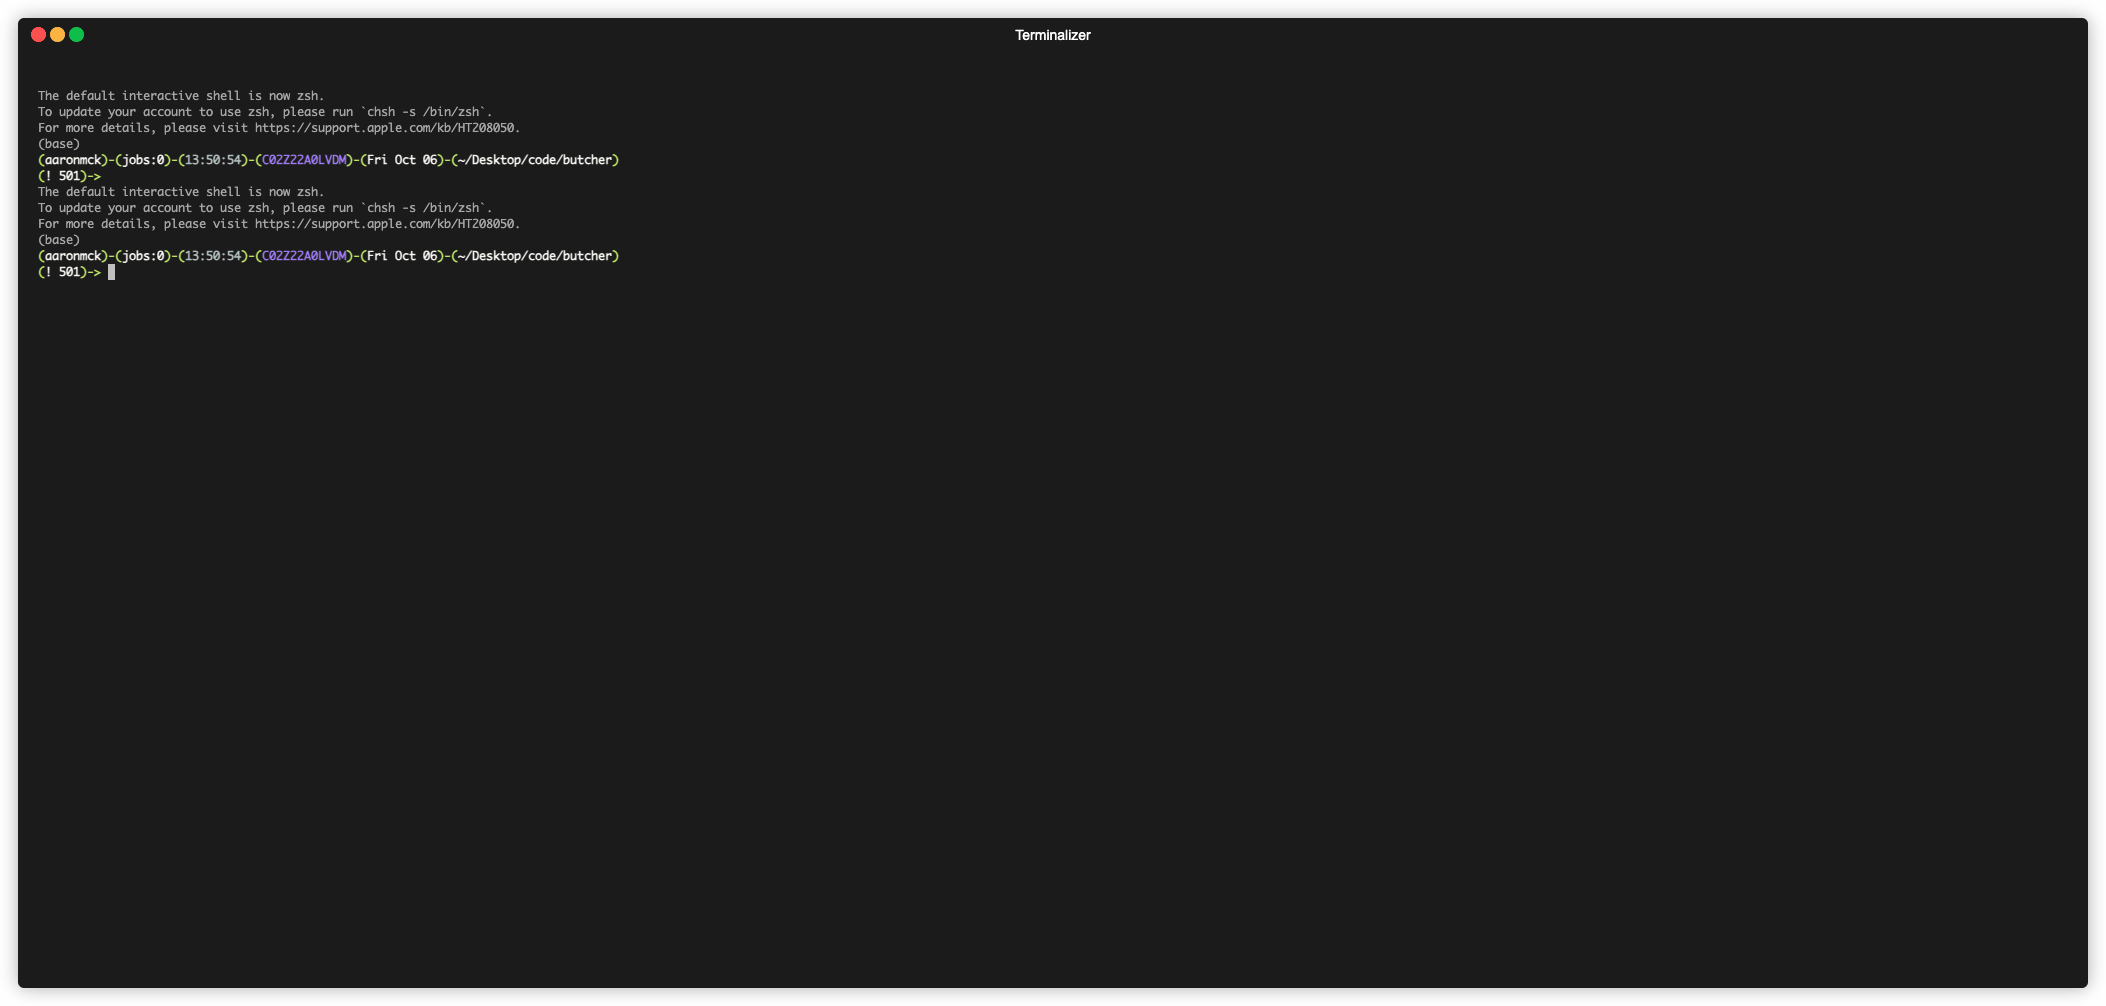 Terminalizer
The default interactive shell is now zsh.
To update your account to use zsh, please run `chsh -s /bin/zsh`.
For more details, please visit https://support.apple.com/kb/HT208050.
(base)
(aaronmck)-(jobs:0)-(13:50:54)-(C02Z22A0LVDM)-(Fri Oct 06)-(~/Desktop/code/butcher)
(! 501)->
The default interactive shell is now zsh.
To update your account to use zsh, please run `chsh -s /bin/zsh`.
For more details, please visit https://support.apple.com/kb/HT208050.
(base)
(aaronmck)-(jobs:0)-(13:50:54)-(C02Z22A0LVDM)-(Fri Oct 06)-(~/Desktop/code/butcher)
(! 501)->